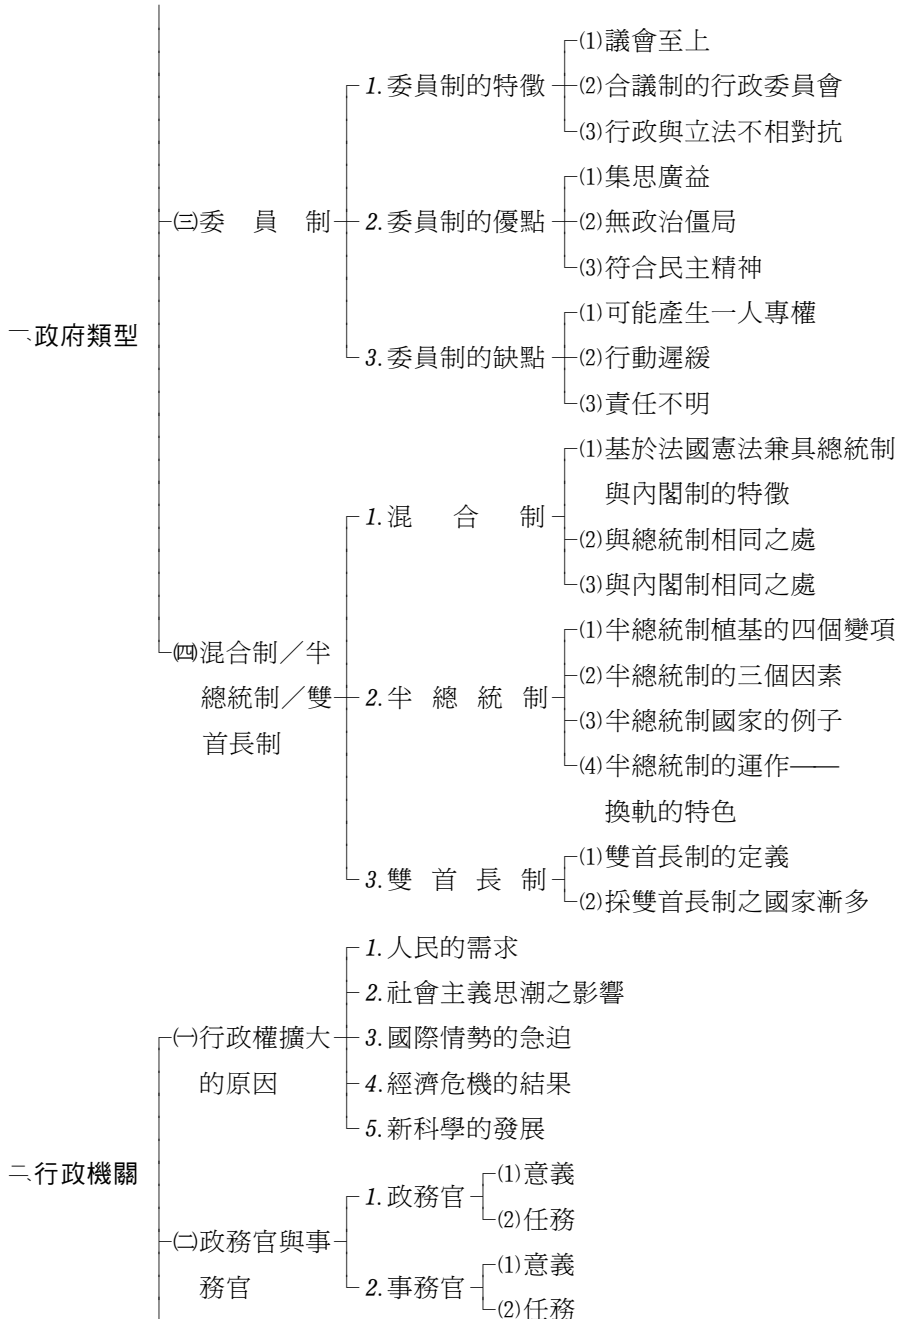 一、政府類型
㈢委員制
1.委員制的特徵
⑴議會至上
⑵合議制的行政委員會
⑶行政與立法不相對抗
2.委員制的優點
⑴集思廣益
⑵無政治僵局
⑶符合民主精神
3.委員制的缺點
⑴可能產生一人專權
⑵行動遲緩
⑶責任不明
㈣混合制／半
總統制／雙
首長制
1.混合制
⑴基於法國憲法兼具總統制
與內閣制的特徵
⑵與總統制相同之處
⑶與內閣制相同之處
2.半總統制
⑴半總統制植基的四個變項
⑵半總統制的三個因素
⑶半總統制國家的例子
⑷半總統制的運作——
換軌的特色
3.雙首長制
⑴雙首長制的定義
⑵採雙首長制之國家漸多
二、行政機關
㈠行政權擴大
的原因
1.人民的需求
2.社會主義思潮之影響
3.國際情勢的急迫
4.經濟危機的結果
5.新科學的發展
㈡政務官與事
務官
1.政務官
⑴意義
⑵任務
2.事務官
⑴意義
⑵任務